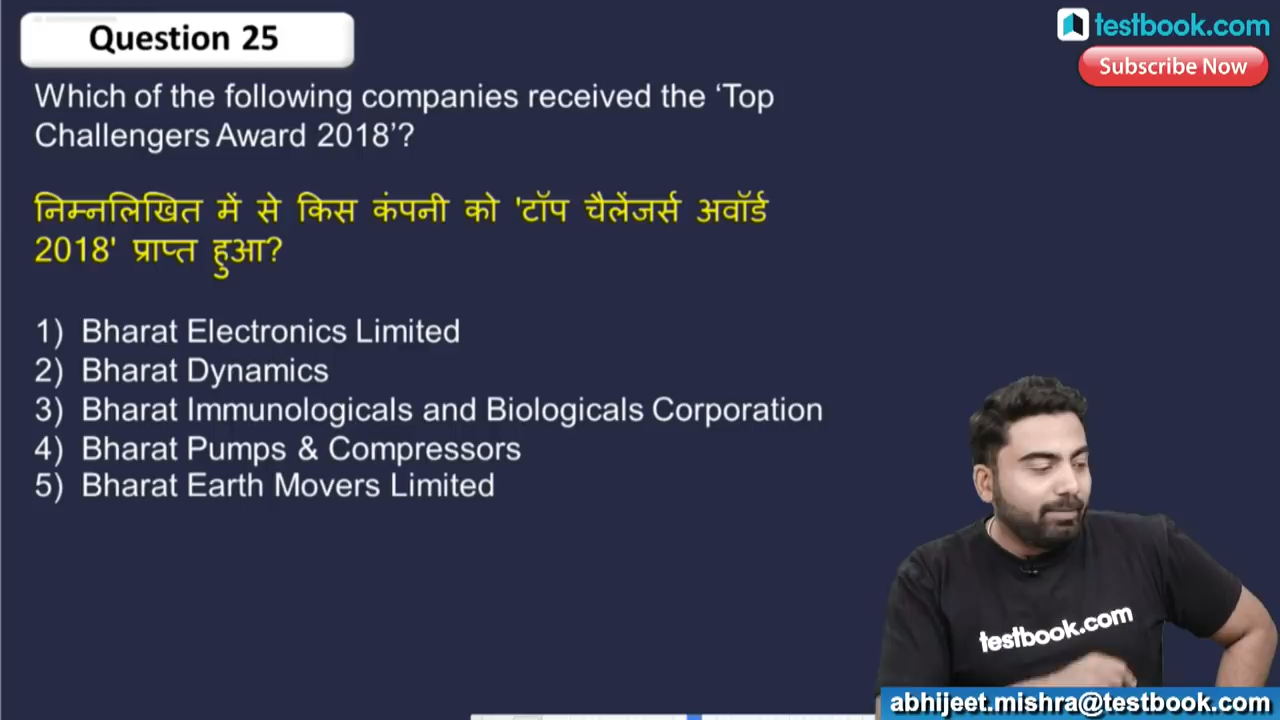 Question 25
testbook.com
Subscribe Now
Which of the following companies received the ‘Top
Challengers Award 2018’?
निम्नलिखित में से किस कंपनी को 'टॉप चैलेंजर्स अवॉर्ड
2018' प्राप्त हुआ?
1) Bharat Electronics Limited
2) Bharat Dynamics
3) Bharat Immunologicals and Biologicals Corporation
4) Bharat Pumps & Compressors
5) Bharat Earth Movers Limited
testbook.com
abhijeet.mishra@testbook.com